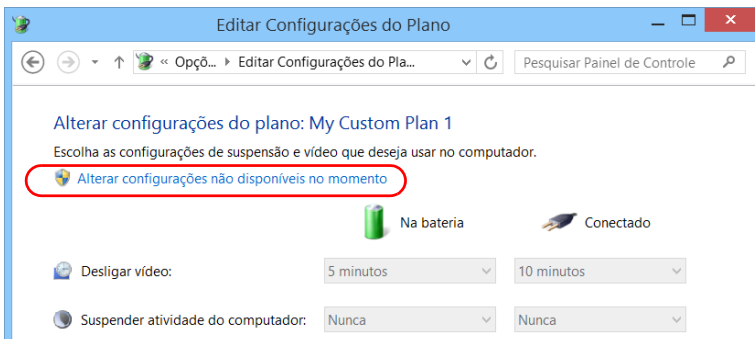 Editar Configurações do Plano
« Opçõ... Editar Configurações do Pla... Pesquisar Painel de Controle
Alterar configurações do plano: My Custom Plan 1
Escolha as configurações de suspensão e vídeo que deseja usar no computador.
Alterar configurações não disponíveis no momento
Na bateria Conectado
Desligar vídeo: 5 minutos 10 minutos
Suspender atividade do computador: Nunca Nunca